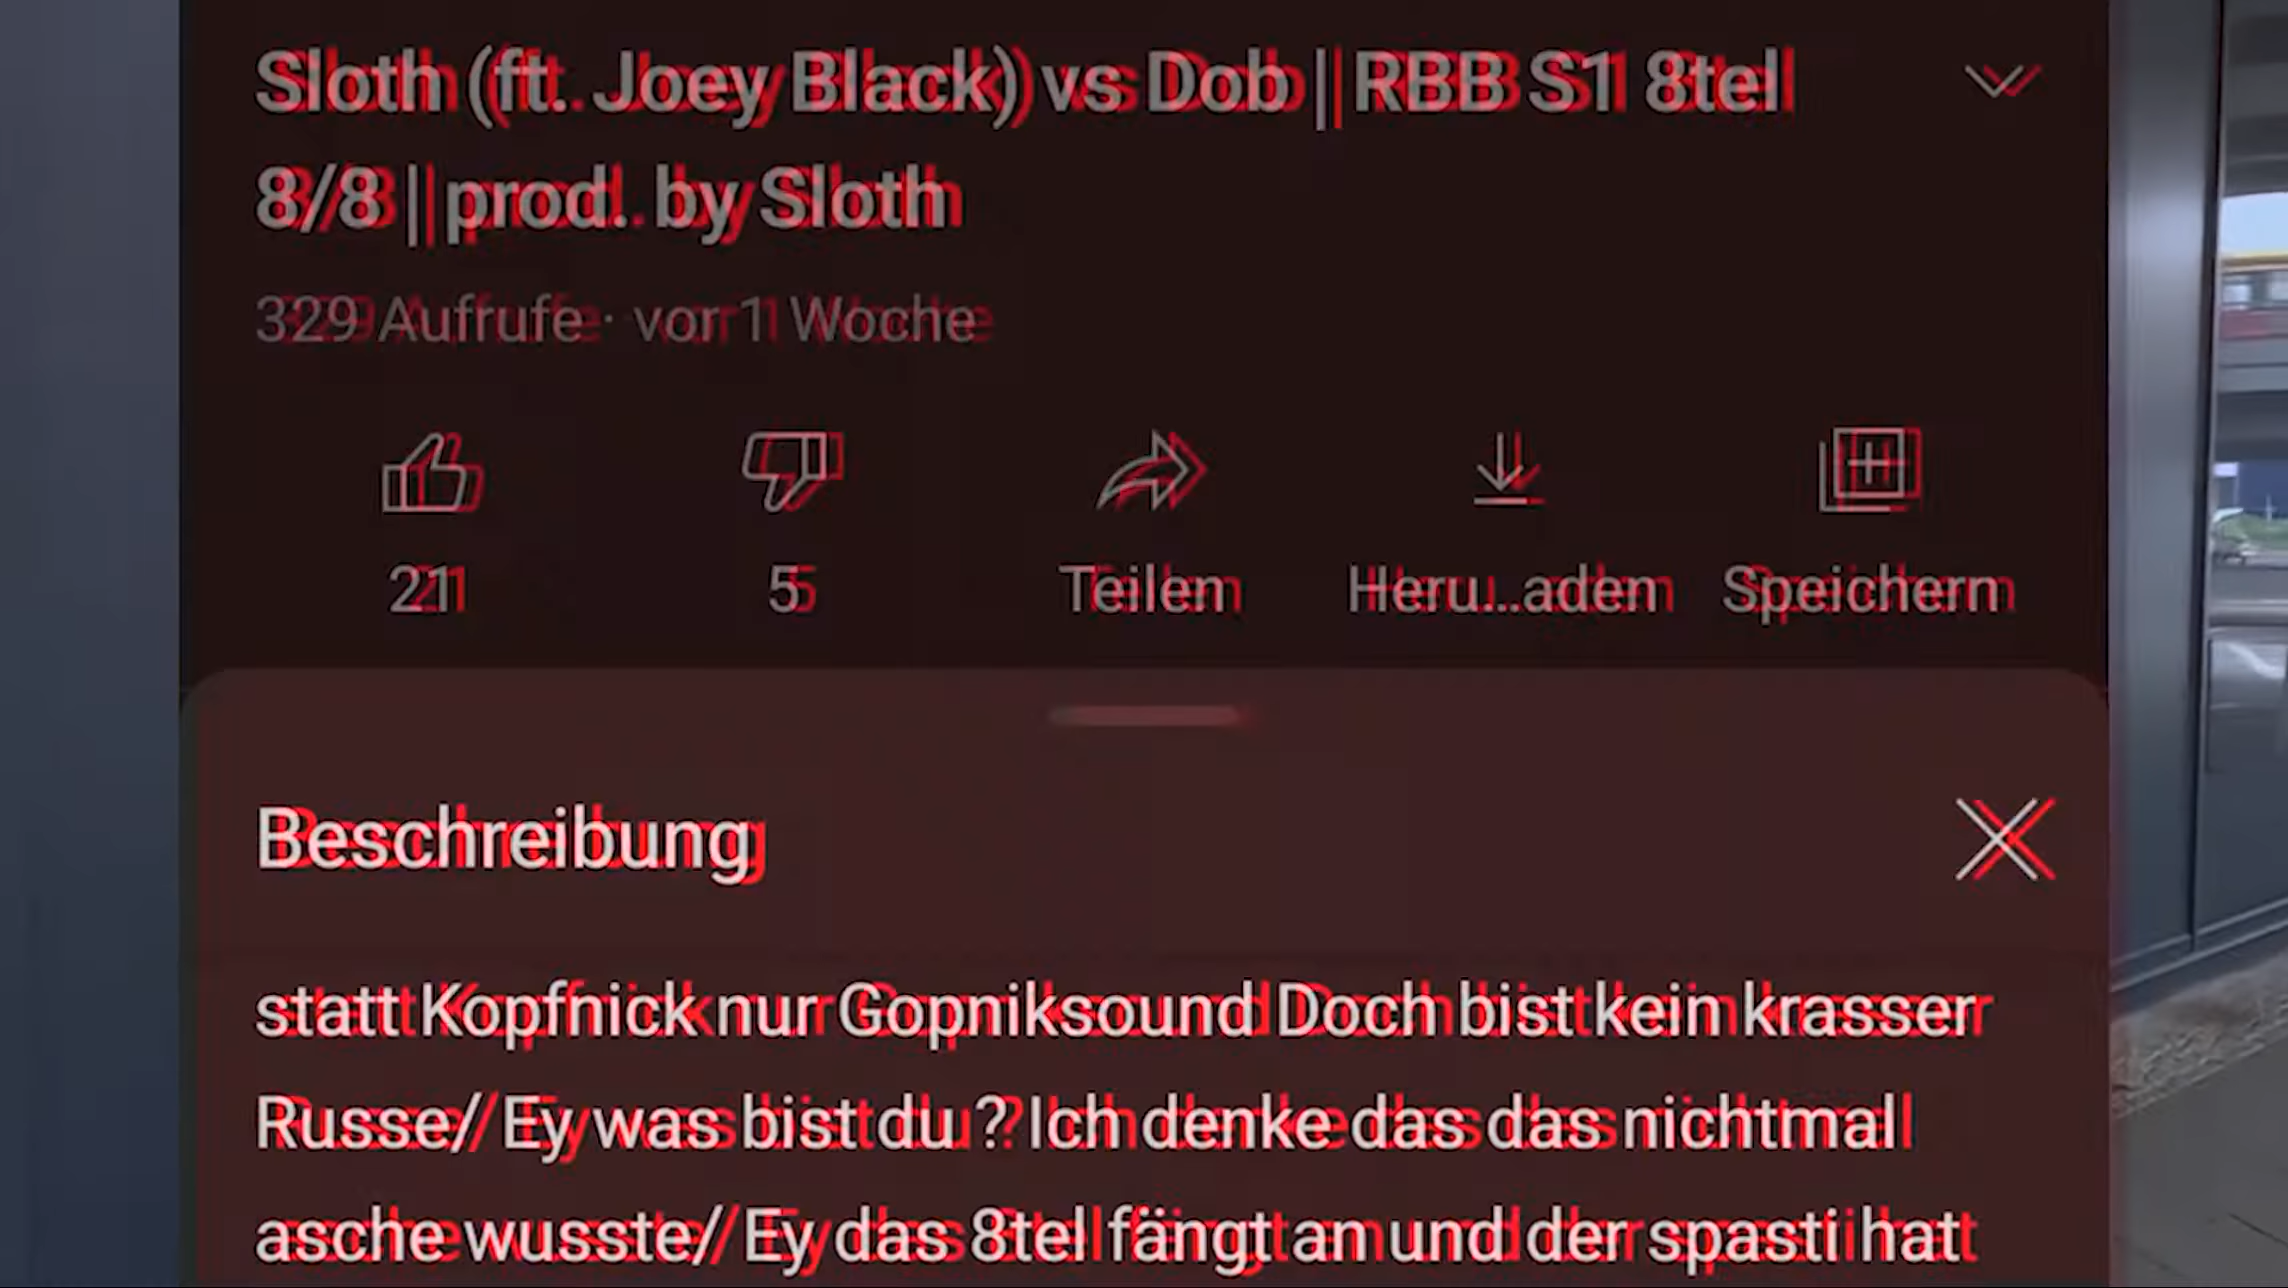 Sloth (ft. Joey Black) vs Dob || RBB S1 8tel
8/8 || prod. by Sloth
329 Aufrufe · vor 1 Woche
21 5 Teilen Heru...aden Speichern
Beschreibung
statt Kopfnick nur Gopniksound Doch bist kein krasser
Russe// Ey was bist du ? Ich denke das das nichtmal
asche wusste// Ey das 8tel fängt an und der spasti hat